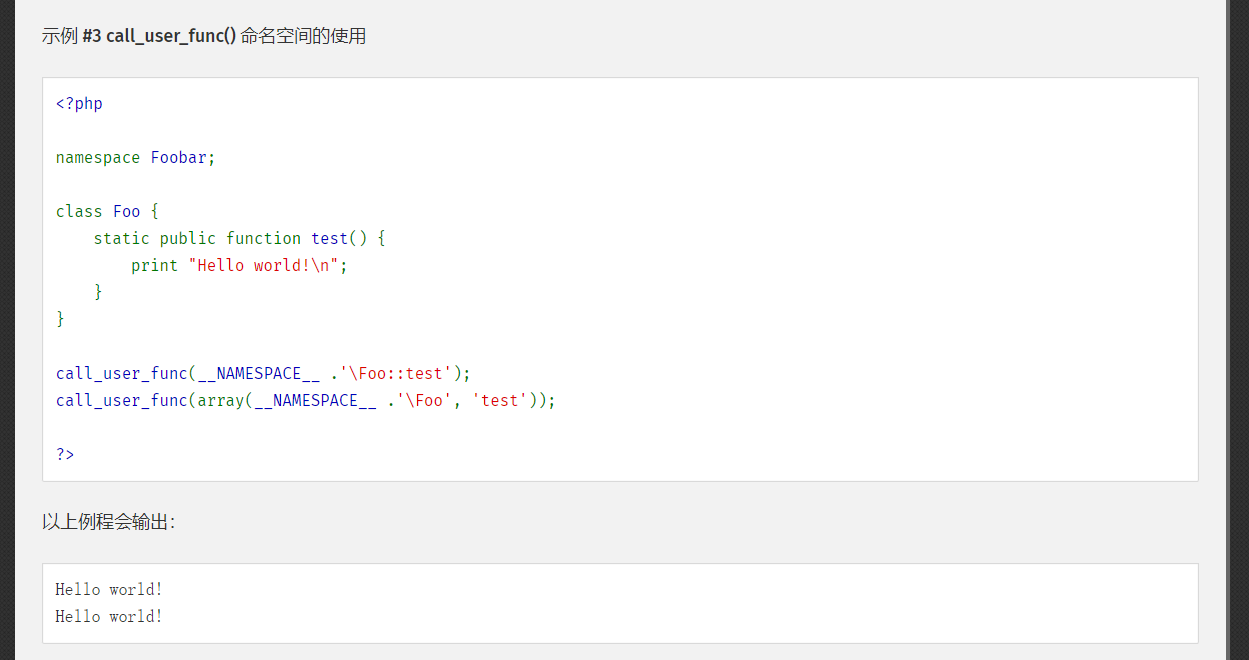 示例 #3 call_user_func() 命名空间的使用
<?php
namespace Foobar;
class Foo {
    static public function test() {
        print "Hello world!\n";
    }
}
call_user_func(__NAMESPACE__ .'\Foo::test');
call_user_func(array(__NAMESPACE__ .'\Foo', 'test'));
?>
以上例程会输出：
Hello world!
Hello world!